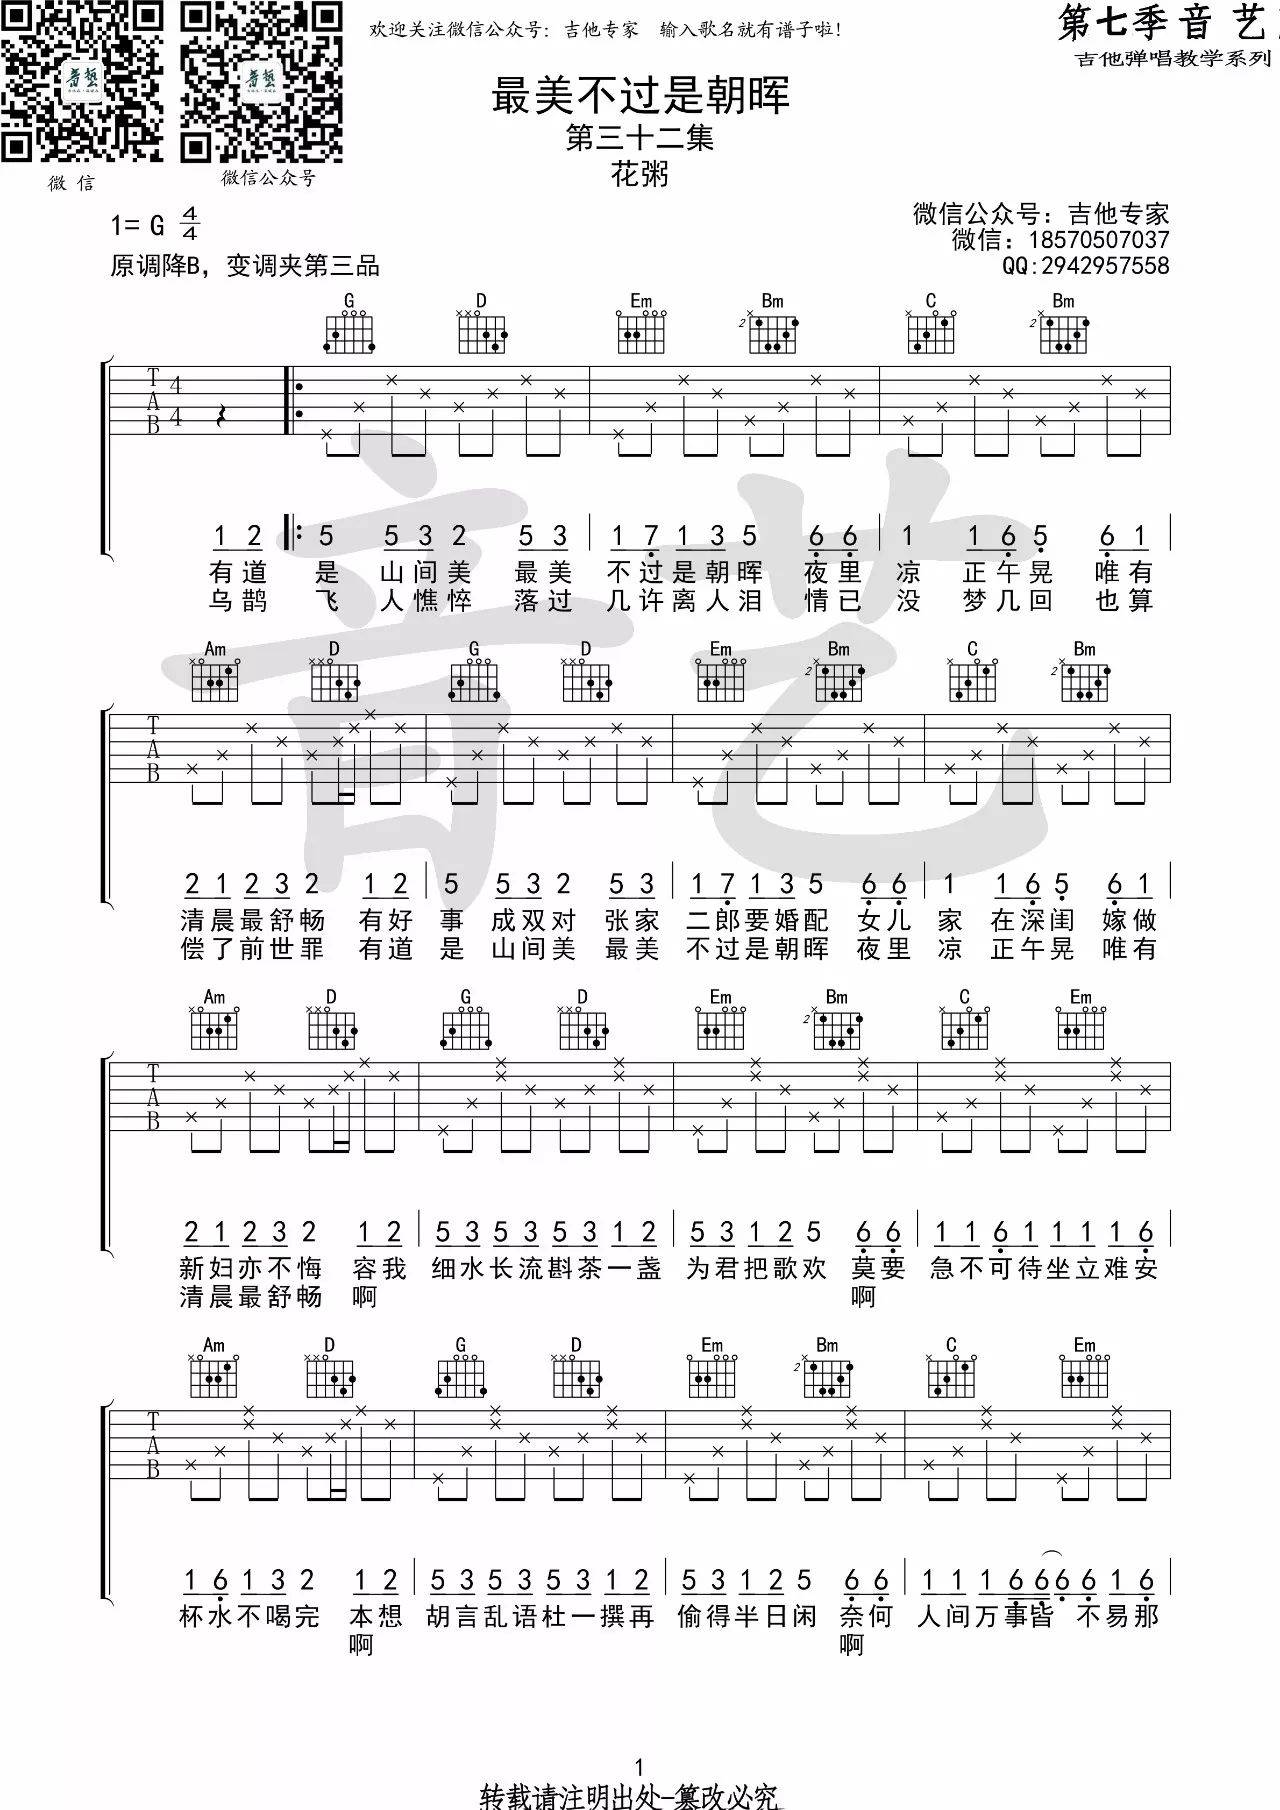 欢迎关注微信公众号：吉他专家　输入歌名就有谱子啦！
第七季音艺
吉他弹唱教学系列
微信
微信公众号
最美不过是朝晖
第三十二集
花粥
1= G 4/4
原调降B，变调夹第三品
微信公众号：吉他专家
微信：18570507037
QQ:2942957558
G D Em Bm C Bm
T A B 4 4
1 2 5 5 3 2 5 3 1 7 1 3 5 6 6 1 1 6 5 6 1
有道 是 山间美 最美 不过是朝晖 夜里 凉 正午晃 唯有
乌鹊 飞 人憔悴 落过 几许离人泪 情已 没 梦几回 也算
Am D G D Em Bm C Bm
T A B
2 1 2 3 2 1 2 5 5 3 2 5 3 1 7 1 3 5 6 6 1 1 6 5 6 1
清晨最舒畅 有好 事 成双对 张家 二郎要婚配 女儿 家 在深闺 嫁做
偿了前世罪 有道 是 山间美 最美 不过是朝晖 夜里 凉 正午晃 唯有
Am D G D Em Bm C Em
T A B
2 1 2 3 2 1 2 5 3 5 3 5 3 1 2 5 3 1 2 5 6 6 1 1 6 1 1 1 1 6
新妇亦不悔 容我 细水长流斟茶一盏 为君把歌欢 莫要 急不可待坐立难安
清晨最舒畅 啊 啊
Am D G D Em Bm C Em
T A B
1 6 1 3 2 1 2 5 3 5 3 5 3 1 2 5 3 1 2 5 6 6 1 1 1 6 6 6 6 1 6
杯水不喝完 本想 胡言乱语杜一撰再 偷得半日闲 奈何 人间万事皆 不易那
啊 啊
1
转载请注明出处-篡改必究